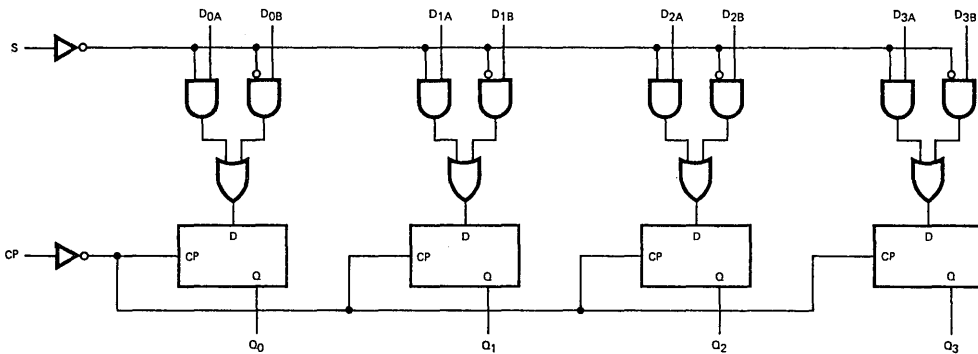 D0A D0B D1A D1B D2A D2B D3A D3B
S
D D D D
CP CP CP CP CP
Q Q Q Q
Q0 Q1 Q2 Q3